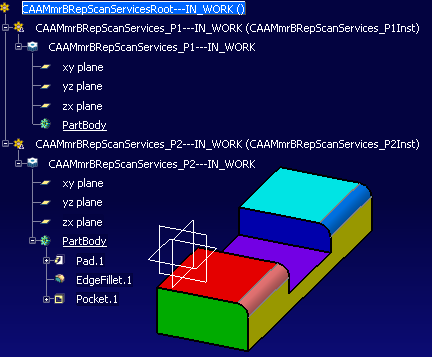 CAAMmrBRepScanServicesRoot---IN_WORK ()
CAAMmrBRepScanServices_P1---IN_WORK (CAAMmrBRepScanServices_P1Inst)
CAAMmrBRepScanServices_P1---IN_WORK
xy plane
yz plane
zx plane
PartBody
CAAMmrBRepScanServices_P2---IN_WORK (CAAMmrBRepScanServices_P2Inst)
CAAMmrBRepScanServices_P2---IN_WORK
xy plane
yz plane
zx plane
PartBody
Pad.1
EdgeFillet.1
Pocket.1